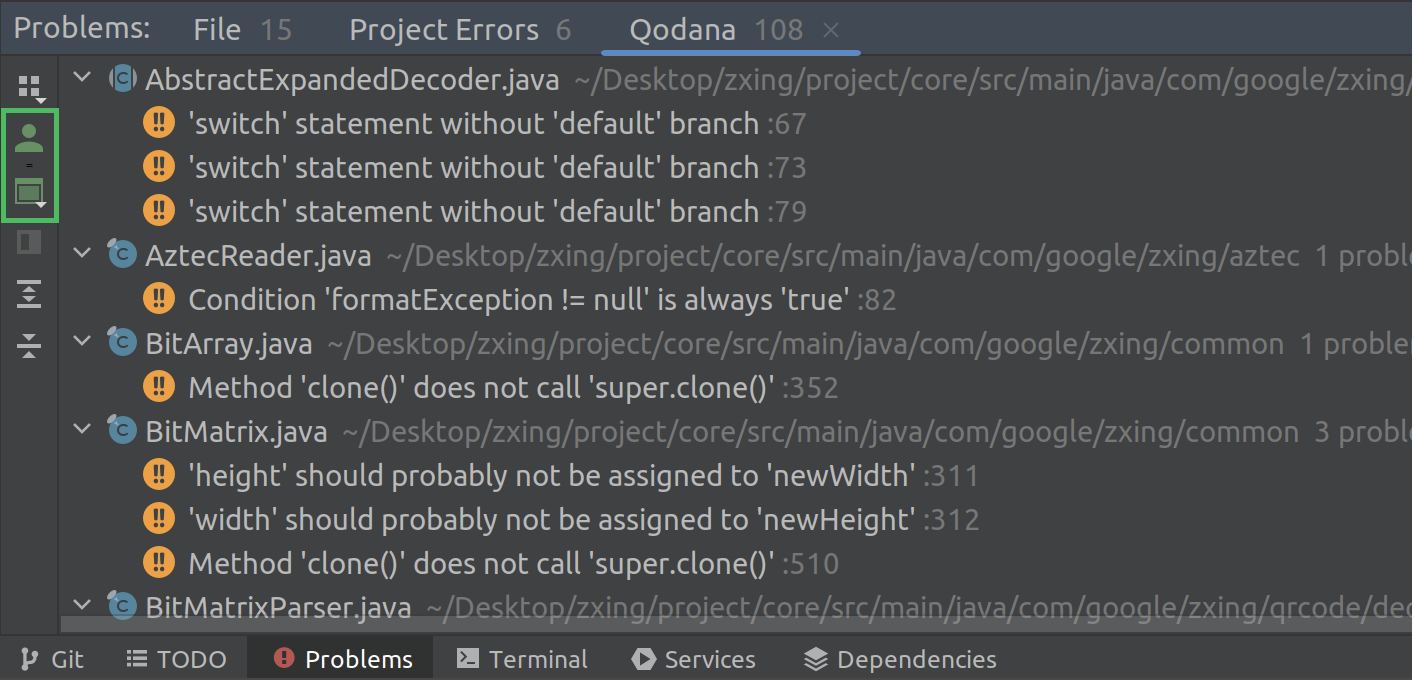 Problems: File 15 Project Errors 6 Qodana 108
AbstractExpandedDecoder.java ~/Desktop/zxing/project/core/src/main/java/com/google/zxing/
'switch' statement without 'default' branch :67
'switch' statement without 'default' branch :73
'switch' statement without 'default' branch :79
AztecReader.java ~/Desktop/zxing/project/core/src/main/java/com/google/zxing/aztec 1 proble
Condition 'formatException != null' is always 'true' :82
BitArray.java ~/Desktop/zxing/project/core/src/main/java/com/google/zxing/common 1 problem
Method 'clone()' does not call 'super.clone()' :352
BitMatrix.java ~/Desktop/zxing/project/core/src/main/java/com/google/zxing/common 3 proble
'height' should probably not be assigned to 'newWidth' :311
'width' should probably not be assigned to 'newHeight' :312
Method 'clone()' does not call 'super.clone()' :510
BitMatrixParser.java ~/Desktop/zxing/project/core/src/main/java/com/google/zxing/qrcode/dec
Git TODO Problems Terminal Services Dependencies